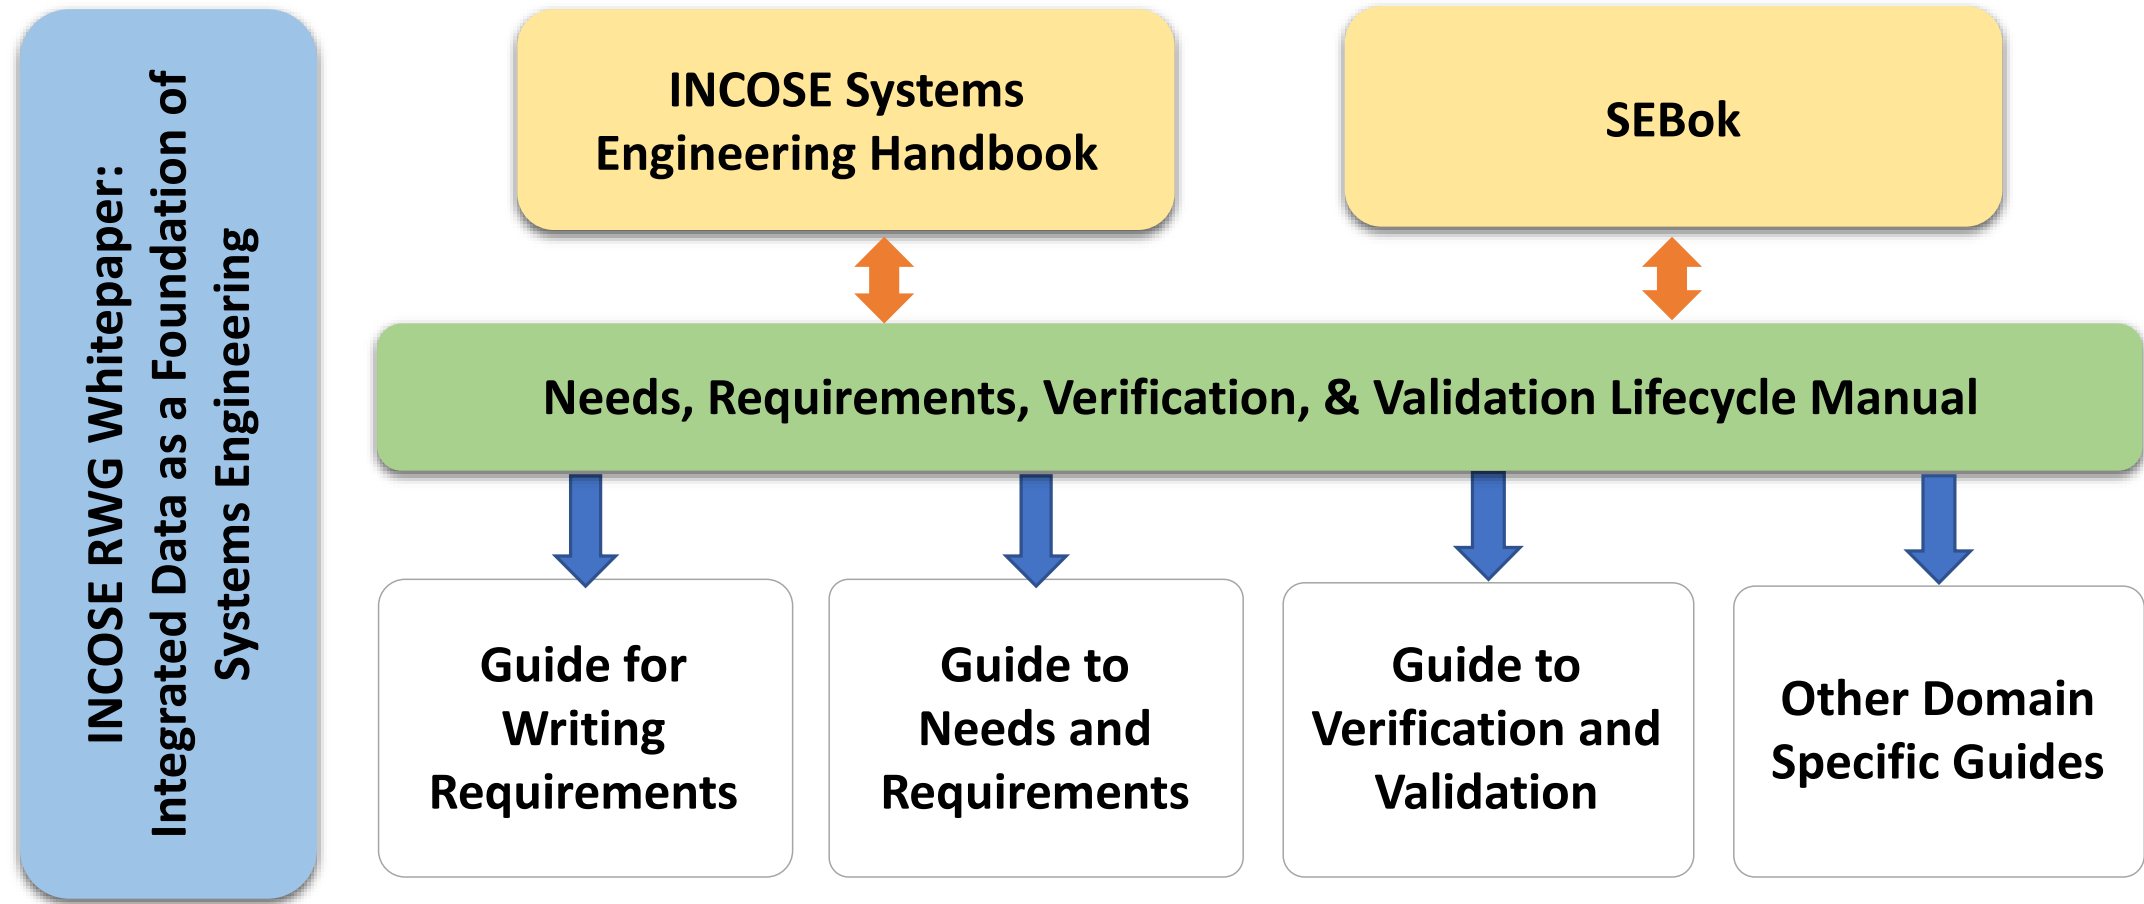 INCOSE RWG Whitepaper:
Integrated Data as a Foundation of
Systems Engineering
INCOSE Systems
Engineering Handbook
SEBok
Needs, Requirements, Verification, & Validation Lifecycle Manual
Guide for
Writing
Requirements
Guide to
Needs and
Requirements
Guide to
Verification and
Validation
Other Domain
Specific Guides